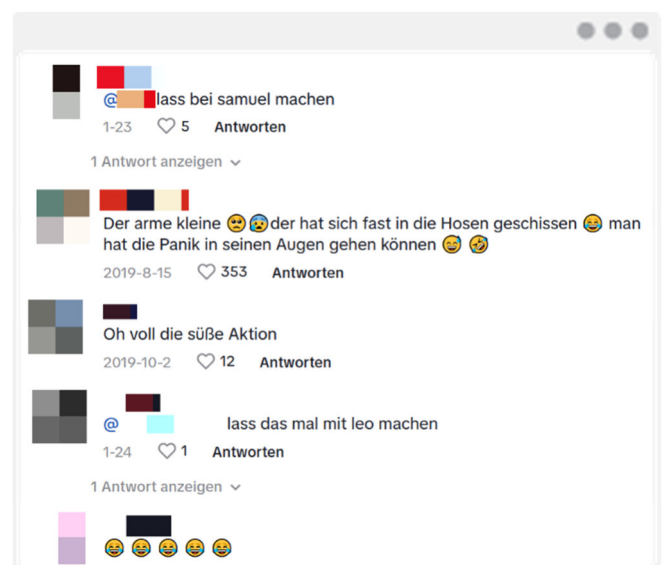 @ lass bei samuel machen
1-23 5 Antworten
1 Antwort anzeigen
Der arme kleine 🥺😰der hat sich fast in die Hosen geschissen 😂 man
hat die Panik in seinen Augen gehen können 😅 🤣
2019-8-15 353 Antworten
Oh voll die süße Aktion
2019-10-2 12 Antworten
@ lass das mal mit leo machen
1-24 1 Antworten
1 Antwort anzeigen
😂 😂 😂 😂 😂